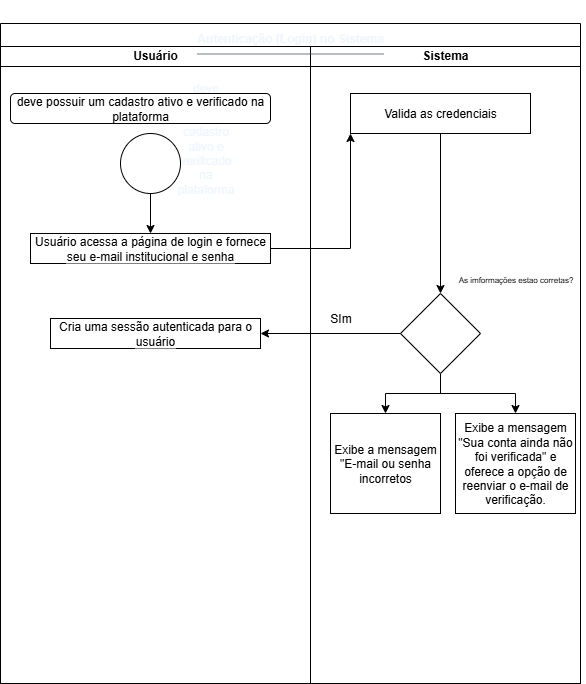 Autenticação (Login) no Sistema
Usuário
Sistema
deve possuir um cadastro ativo e verificado na
plataforma
deve
cadastro
ativo e
verificado
na
plataforma
Valida as credenciais
Usuário acessa a página de login e fornece
seu e-mail institucional e senha
As imformações estao corretas?
SIm
Cria uma sessão autenticada para o
usuário
Exibe a mensagem
"E-mail ou senha
incorretos
Exibe a mensagem
"Sua conta ainda não
foi verificada" e
oferece a opção de
reenviar o e-mail de
verificação.